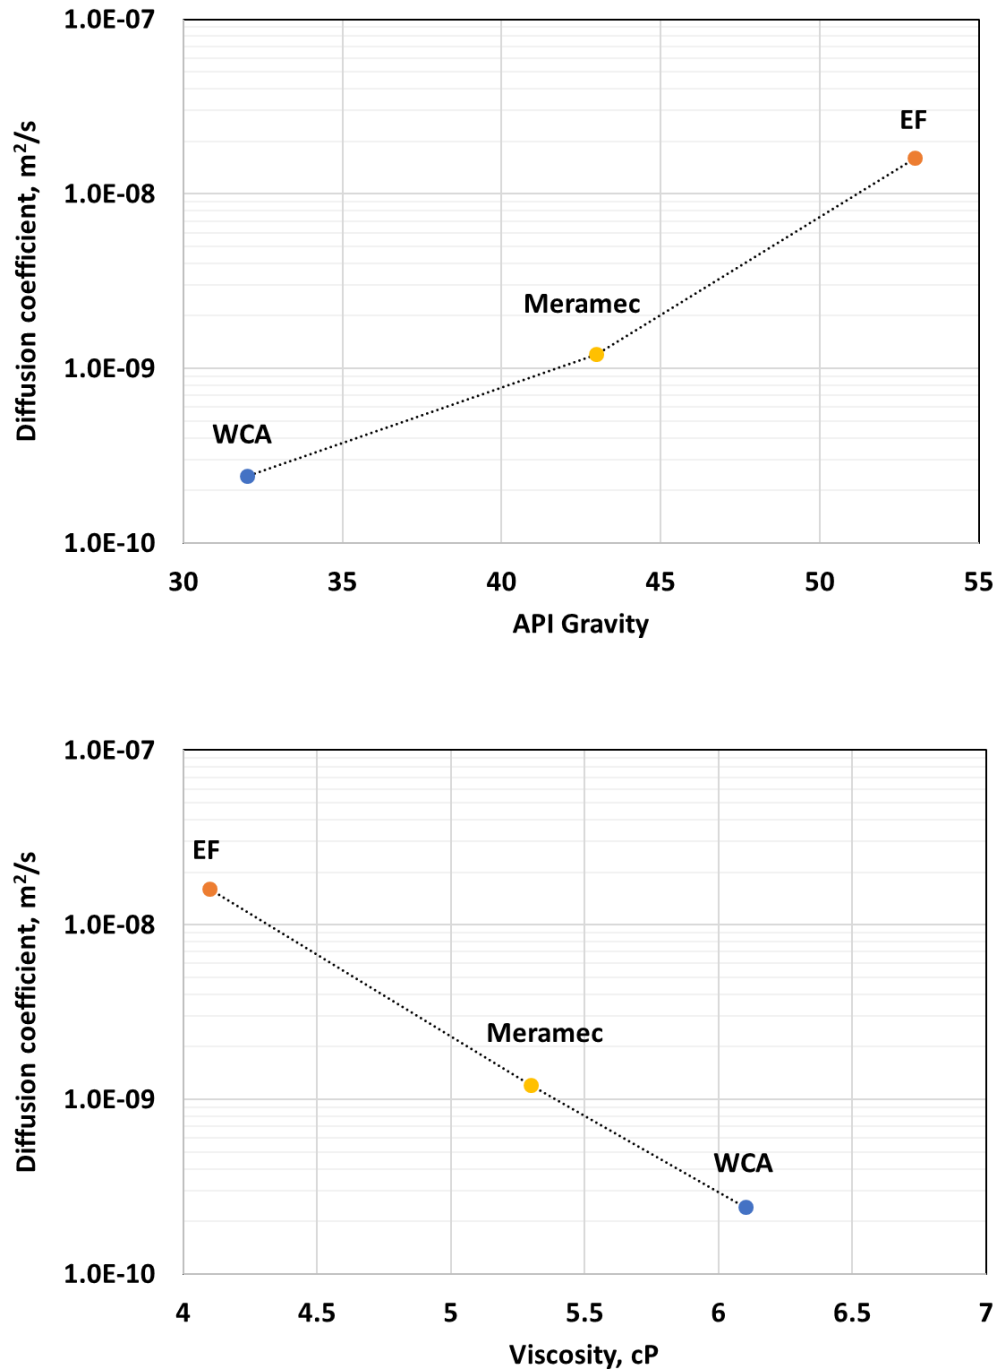 1.0E-07
EF
1.0E-08
Meramec
1.0E-09
WCA
1.0E-10
Diffusion coefficient, m²/s
30 35 40 45 50 55
API Gravity
1.0E-07
EF
1.0E-08
Meramec
1.0E-09
WCA
1.0E-10
Diffusion coefficient, m²/s
4 4.5 5 5.5 6 6.5 7
Viscosity, cP